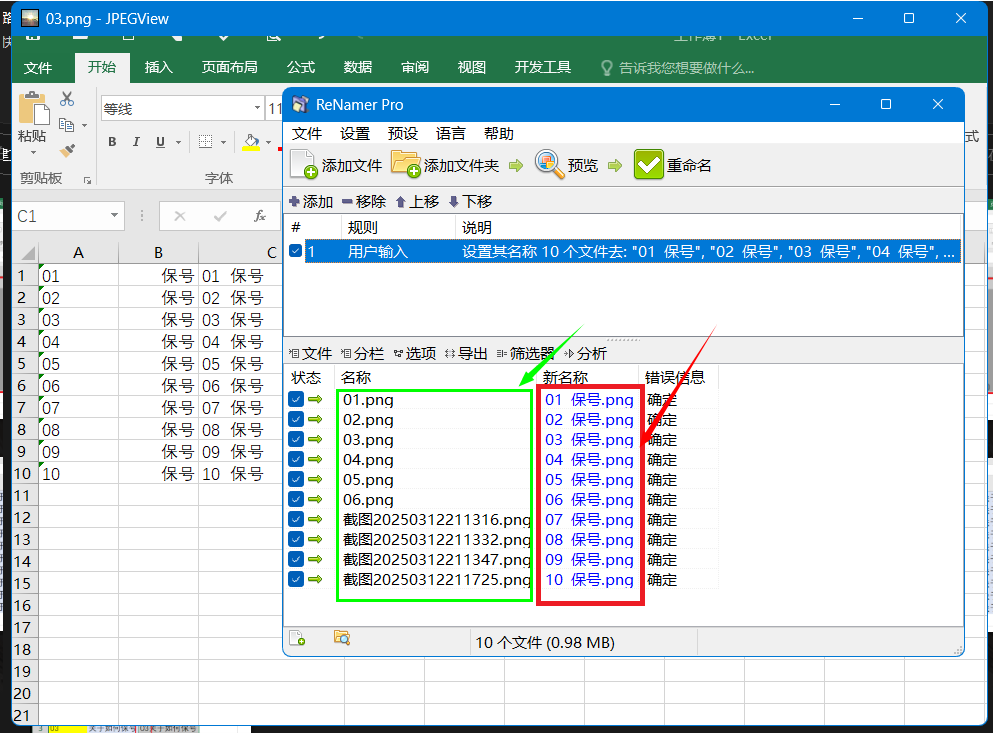 03.png - JPEGView
文件 开始 插入 页面布局 公式 数据 审阅 视图 开发工具 告诉我您想要做什么...
粘贴
剪贴板
等线 11
B I U
字体
C1
fx
A B C
1 01 保号 01 保号
2 02 保号 02 保号
3 03 保号 03 保号
4 04 保号 04 保号
5 05 保号 05 保号
6 06 保号 06 保号
7 07 保号 07 保号
8 08 保号 08 保号
9 09 保号 09 保号
10 10 保号 10 保号
11
12
13
14
15
16
17
18
19
20
21
ReNamer Pro
文件 设置 预设 语言 帮助
添加文件 添加文件夹 预览 重命名
添加 移除 上移 下移
# 规则 说明
1 用户输入 设置其名称 10 个文件去: "01 保号", "02 保号", "03 保号", "04 保号", ...
文件 分栏 选项 导出 筛选器 分析
状态 名称 新名称 错误信息
01.png 01 保号.png 确定
02.png 02 保号.png 确定
03.png 03 保号.png 确定
04.png 04 保号.png 确定
05.png 05 保号.png 确定
06.png 06 保号.png 确定
截图20250312211316.png 07 保号.png 确定
截图20250312211332.png 08 保号.png 确定
截图20250312211347.png 09 保号.png 确定
截图20250312211725.png 10 保号.png 确定
10 个文件 (0.98 MB)
式